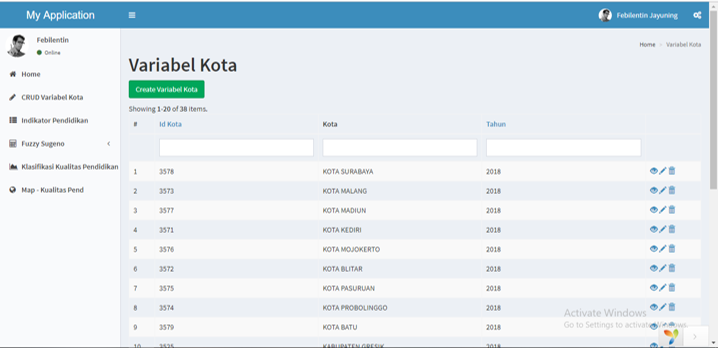 My Application
Febilentin Jayuning
Febilentin
Online
Home
CRUD Variabel Kota
Indikator Pendidikan
Fuzzy Sugeno
Klasifikasi Kualitas Pendidikan
Map - Kualitas Pend
Home > Variabel Kota
Variabel Kota
Create Variabel Kota
Showing 1-20 of 38 items.
# Id Kota Kota Tahun
1 3578 KOTA SURABAYA 2018
2 3573 KOTA MALANG 2018
3 3577 KOTA MADIUN 2018
4 3571 KOTA KEDIRI 2018
5 3576 KOTA MOJOKERTO 2018
6 3572 KOTA BLITAR 2018
7 3575 KOTA PASURUAN 2018
8 3574 KOTA PROBOLINGGO 2018
9 3579 KOTA BATU 2018
10 3525 KABUPATEN GRESIK 2018
Activate Windows
Go to Settings to activate Windows.